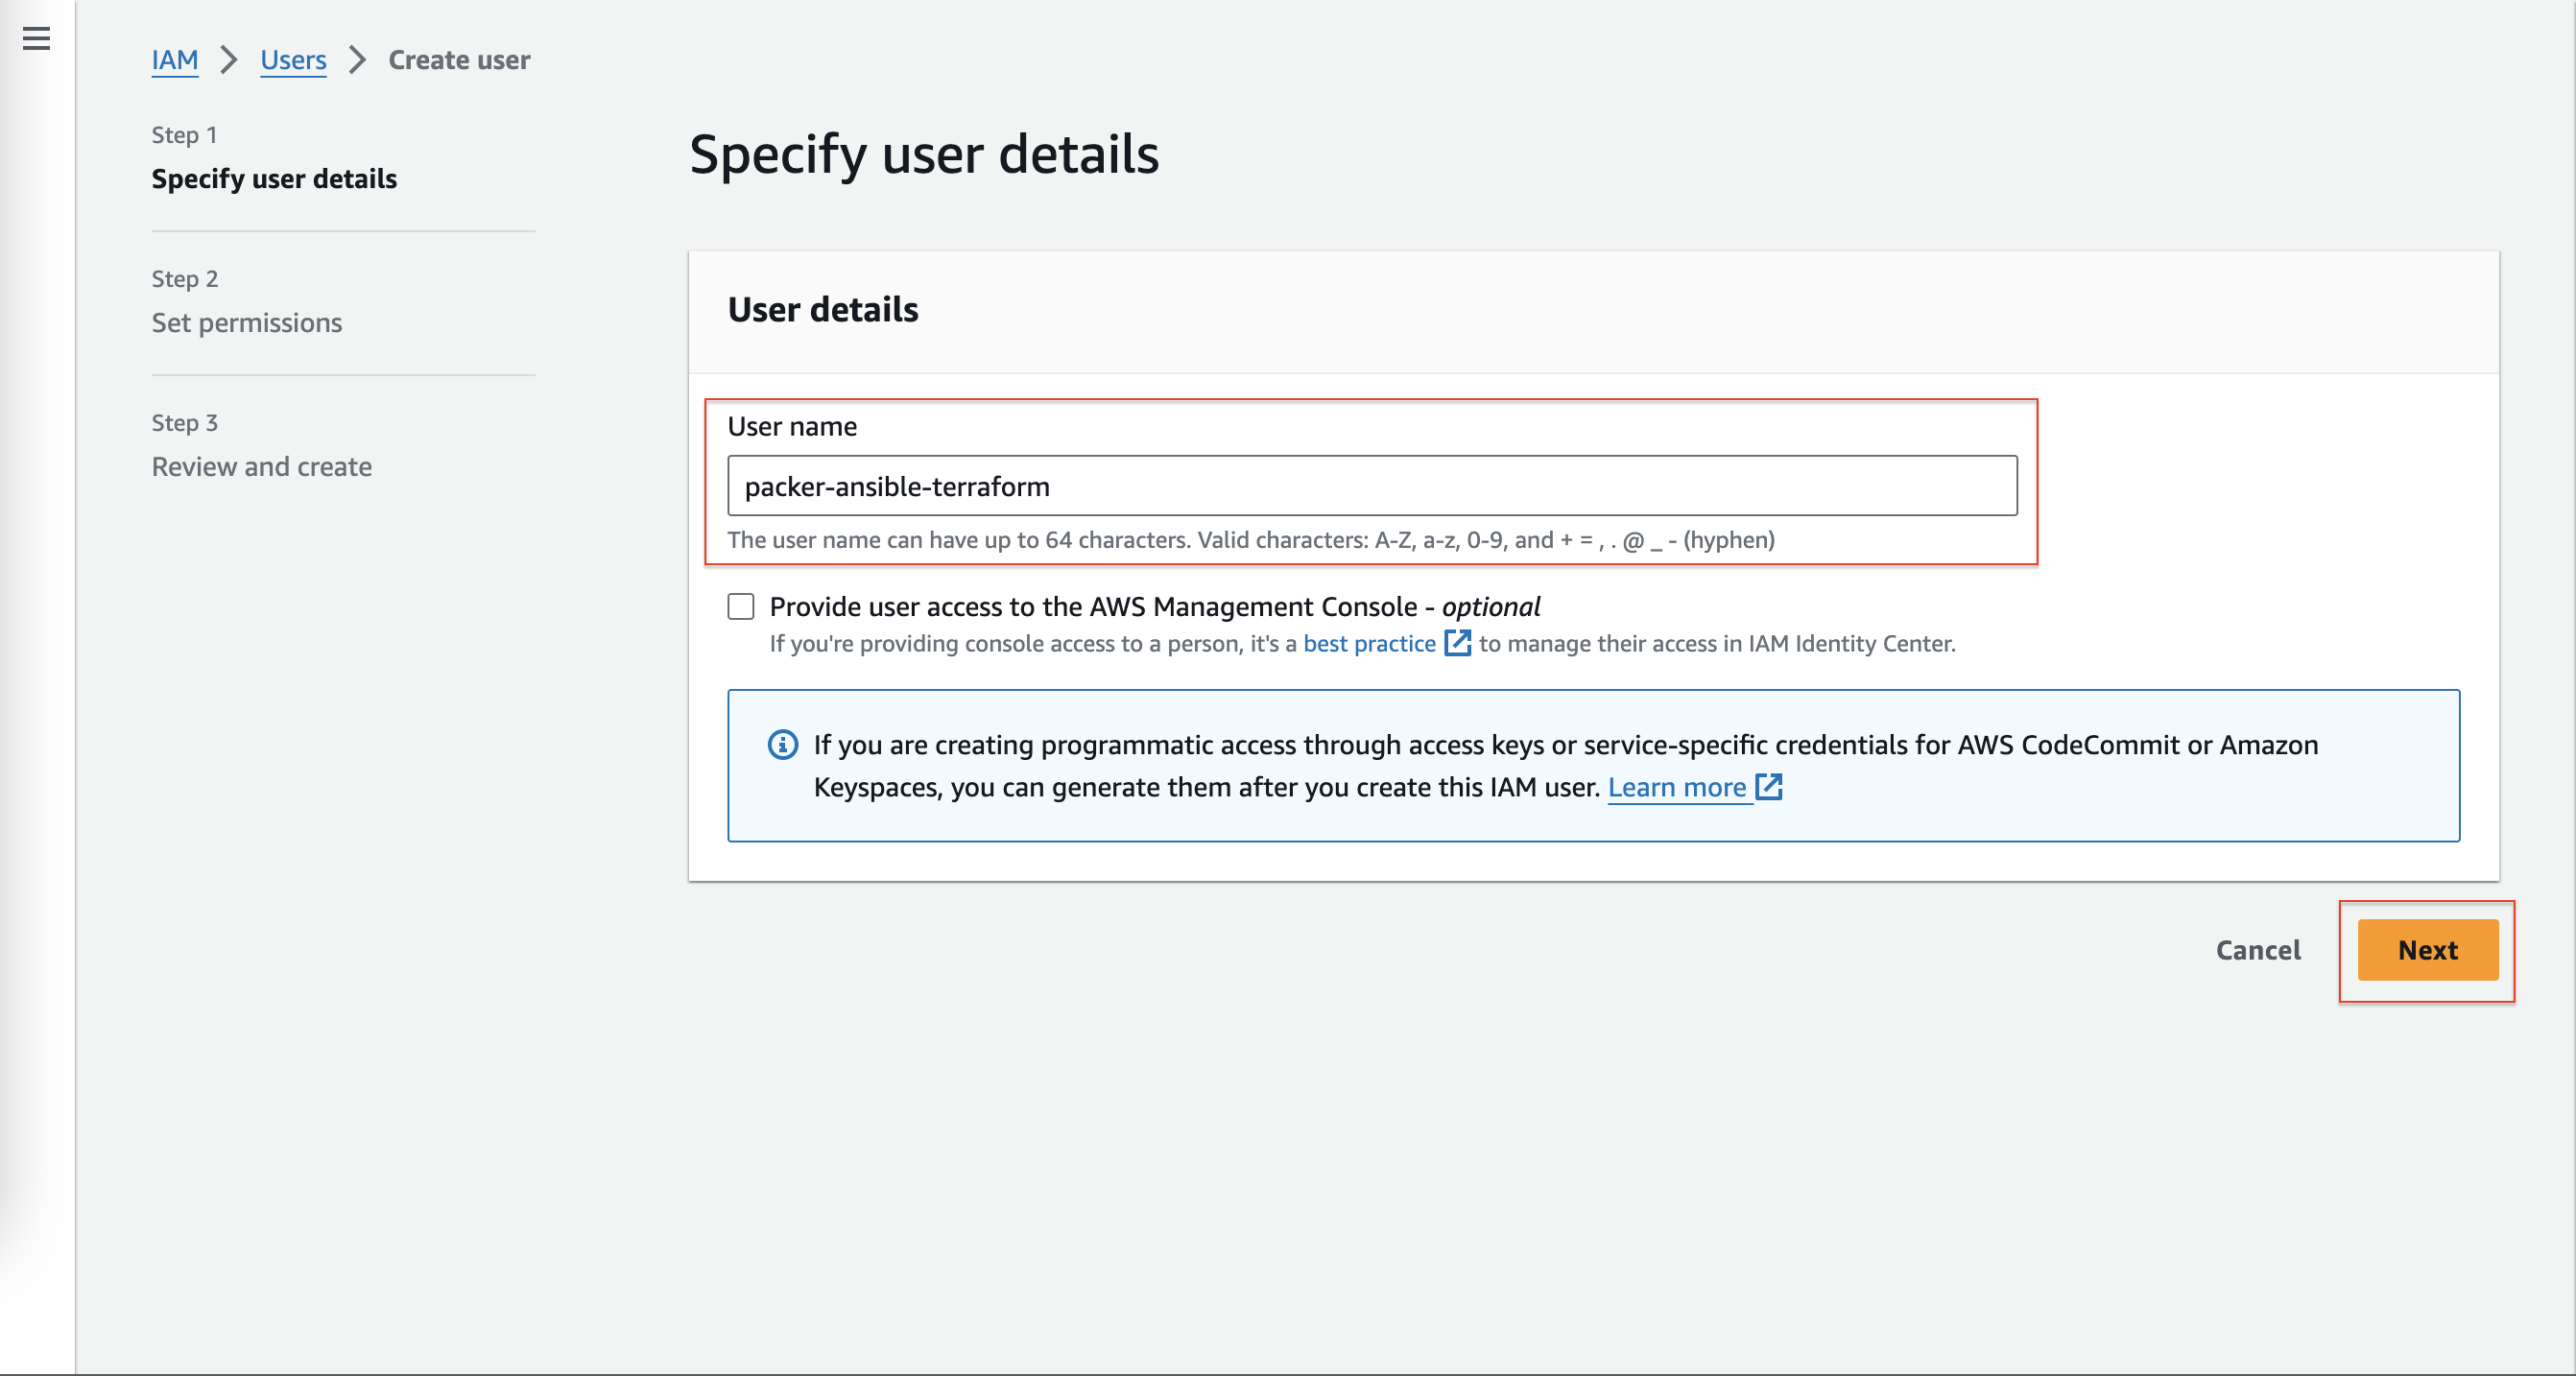 IAM > Users > Create user
Step 1
Specify user details
Step 2
Set permissions
Step 3
Review and create
Specify user details
User details
User name
packer-ansible-terraform
The user name can have up to 64 characters. Valid characters: A-Z, a-z, 0-9, and + = , . @ _ - (hyphen)
Provide user access to the AWS Management Console - optional
If you're providing console access to a person, it's a best practice to manage their access in IAM Identity Center.
If you are creating programmatic access through access keys or service-specific credentials for AWS CodeCommit or Amazon
Keyspaces, you can generate them after you create this IAM user. Learn more
Cancel
Next